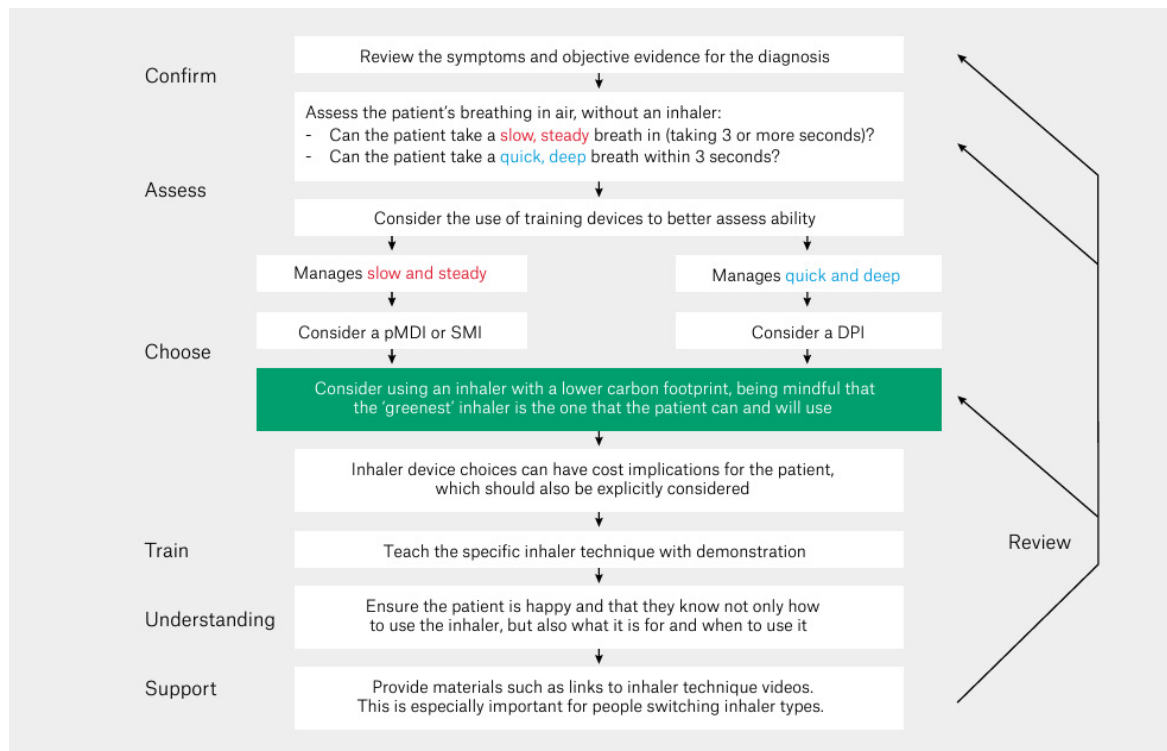 Confirm
Review the symptoms and objective evidence for the diagnosis
Assess the patient's breathing in air, without an inhaler:
- Can the patient take a slow, steady breath in (taking 3 or more seconds)?
- Can the patient take a quick, deep breath within 3 seconds?
Assess
Consider the use of training devices to better assess ability
Manages slow and steady
Manages quick and deep
Consider a pMDI or SMI
Consider a DPI
Choose
Consider using an inhaler with a lower carbon footprint, being mindful that
the ‘greenest’ inhaler is the one that the patient can and will use
Inhaler device choices can have cost implications for the patient,
which should also be explicitly considered
Review
Train
Teach the specific inhaler technique with demonstration
Understanding
Ensure the patient is happy and that they know not only how
to use the inhaler, but also what it is for and when to use it
Support
Provide materials such as links to inhaler technique videos.
This is especially important for people switching inhaler types.